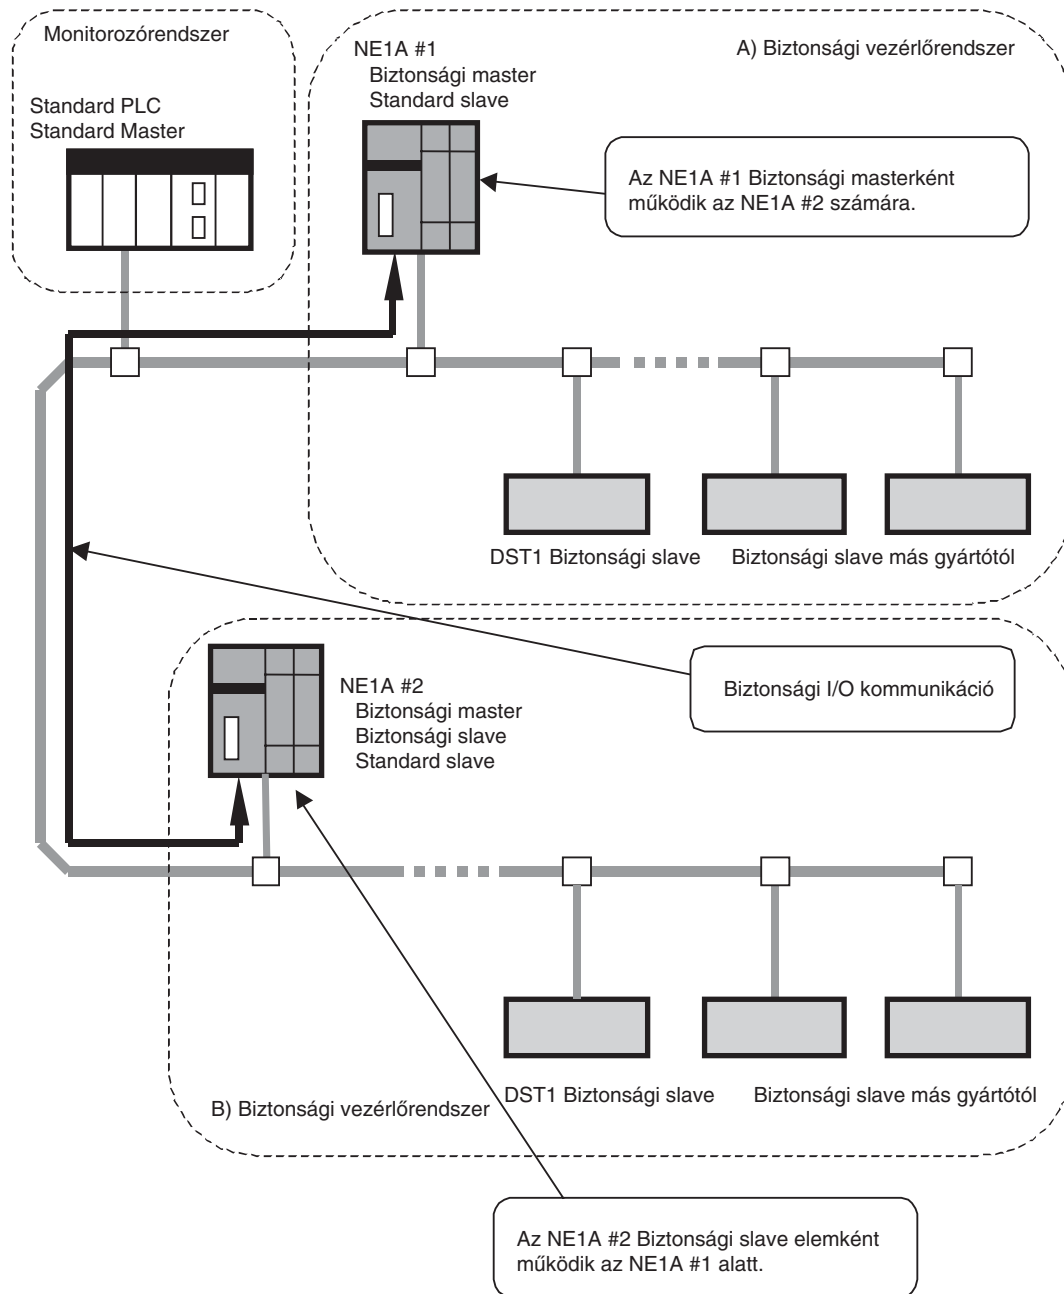 Monitorozórendszer
Standard PLC
Standard Master
NE1A #1
Biztonsági master
Standard slave
A) Biztonsági vezérlőrendszer
Az NE1A #1 Biztonsági masterként
működik az NE1A #2 számára.
DST1 Biztonsági slave
Biztonsági slave más gyártótól
NE1A #2
Biztonsági master
Biztonsági slave
Standard slave
Biztonsági I/O kommunikáció
DST1 Biztonsági slave
Biztonsági slave más gyártótól
B) Biztonsági vezérlőrendszer
Az NE1A #2 Biztonsági slave elemként
működik az NE1A #1 alatt.